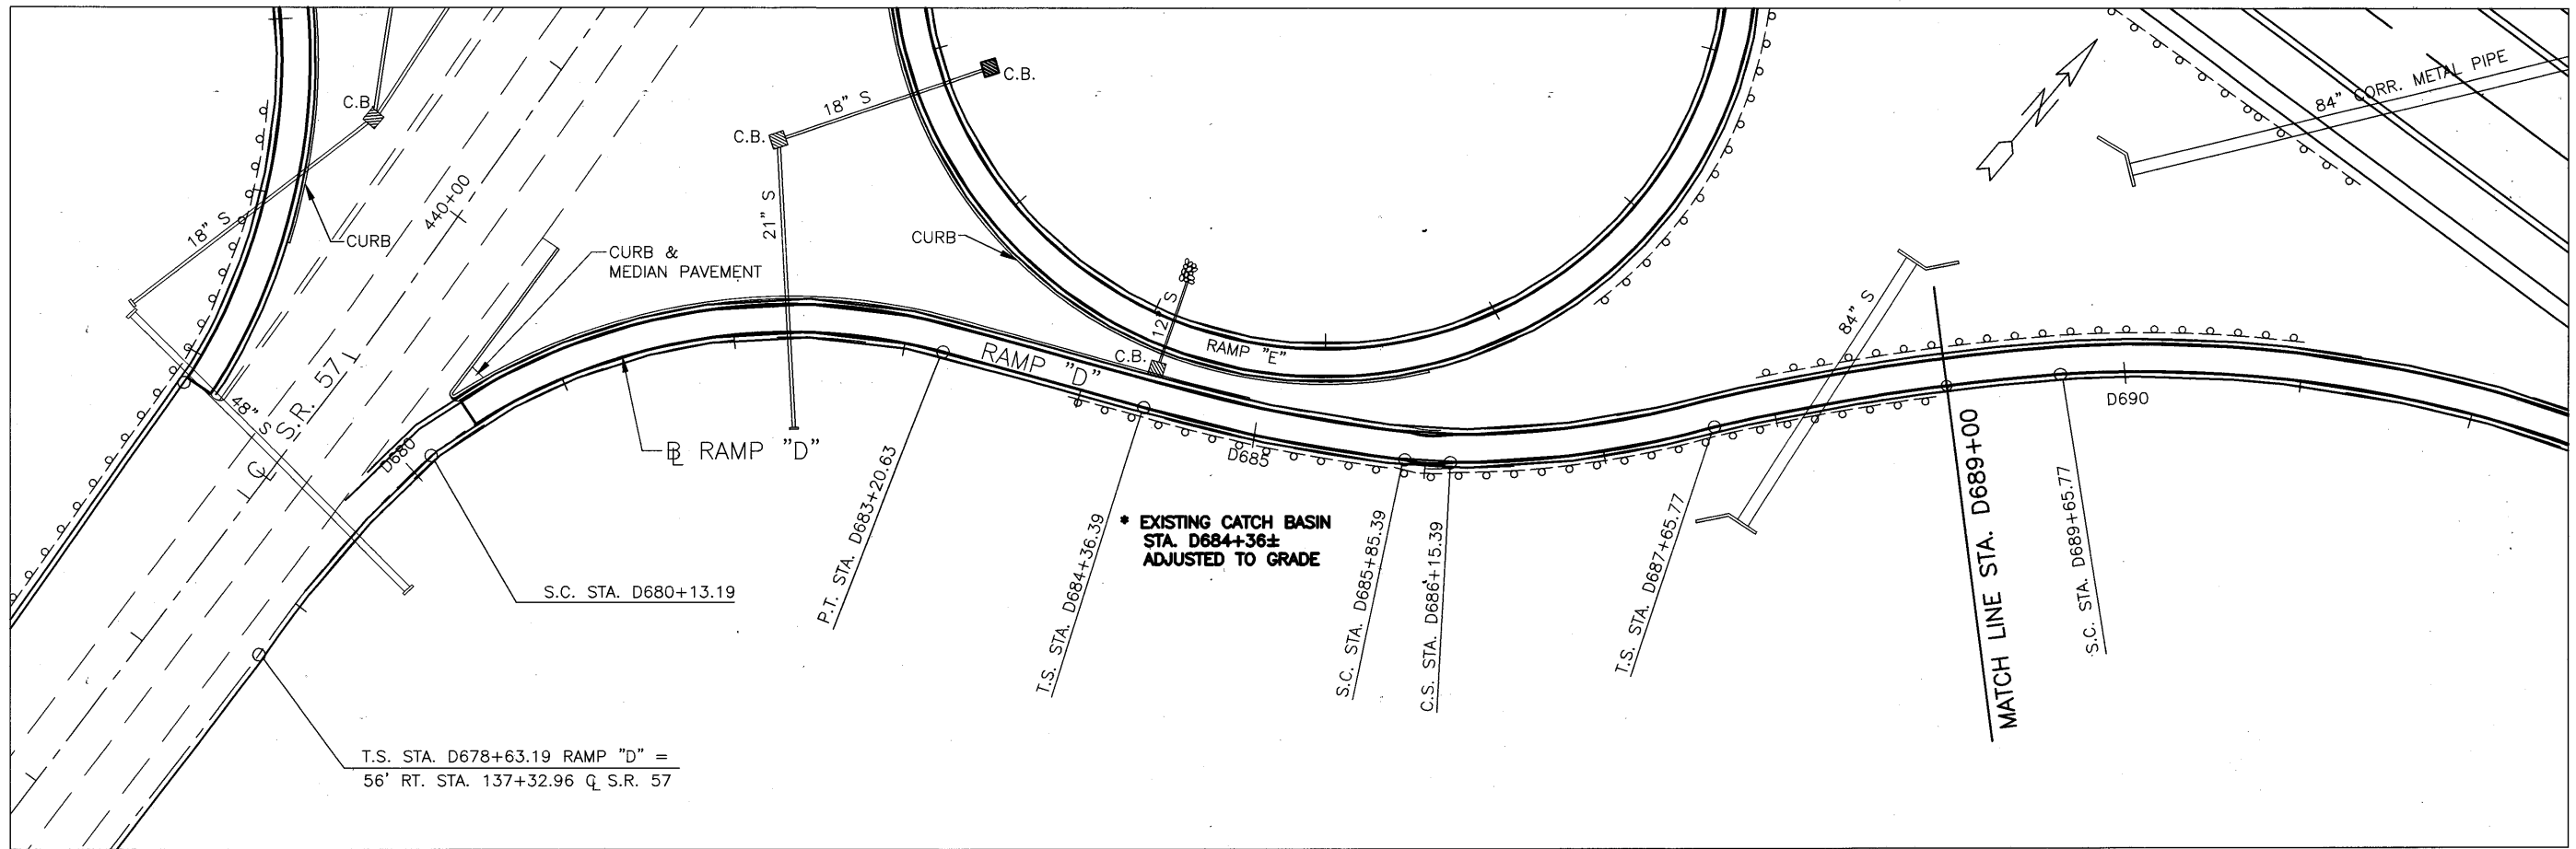 C.B.
C.B.
18" S
C.B.
84" CORR. METAL PIPE
N
18" S
440+00
21" S
CURB
CURB
CURB &
MEDIAN PAVEMENT
12" S
C.B.
RAMP "E"
84" S
RAMP "D"
S.R. 57
48" S
℄
D680
B̵L RAMP "D"
D685
D690
P.T. STA. D683+20.63
T.S. STA. D684+36.39
* EXISTING CATCH BASIN
STA. D684+36±
ADJUSTED TO GRADE
S.C. STA. D685+85.39
C.S. STA. D686+15.39
T.S. STA. D687+65.77
MATCH LINE STA. D689+00
S.C. STA. D689+65.77
S.C. STA. D680+13.19
T.S. STA. D678+63.19 RAMP "D" =
56' RT. STA. 137+32.96 ℄ S.R. 57